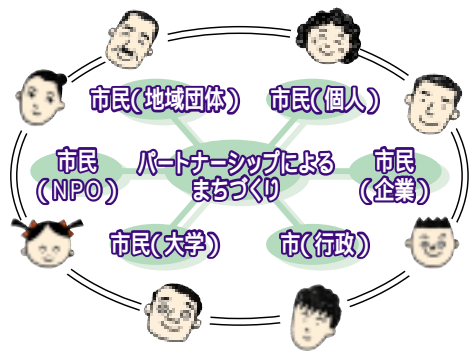 市民(地域団体)
市民(個人)
市民
(NPO)
パートナーシップによる
まちづくり
市民
(企業)
市民(大学)
市(行政)